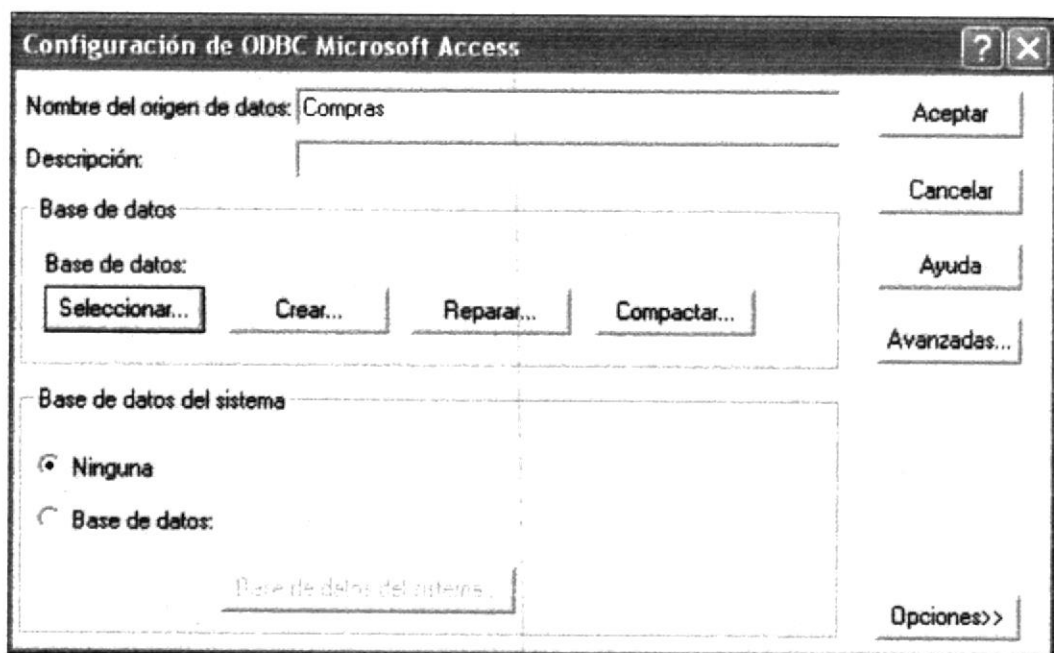 Configuración de ODBC Microsoft Access
Nombre del origen de datos: Compras
Aceptar
Descripción:
Cancelar
Base de datos
Base de datos:
Ayuda
Seleccionar... Crear... Reparar... Compactar...
Avanzadas...
Base de datos del sistema
Ninguna
Base de datos:
Base de datos del sistema...
Opciones>>